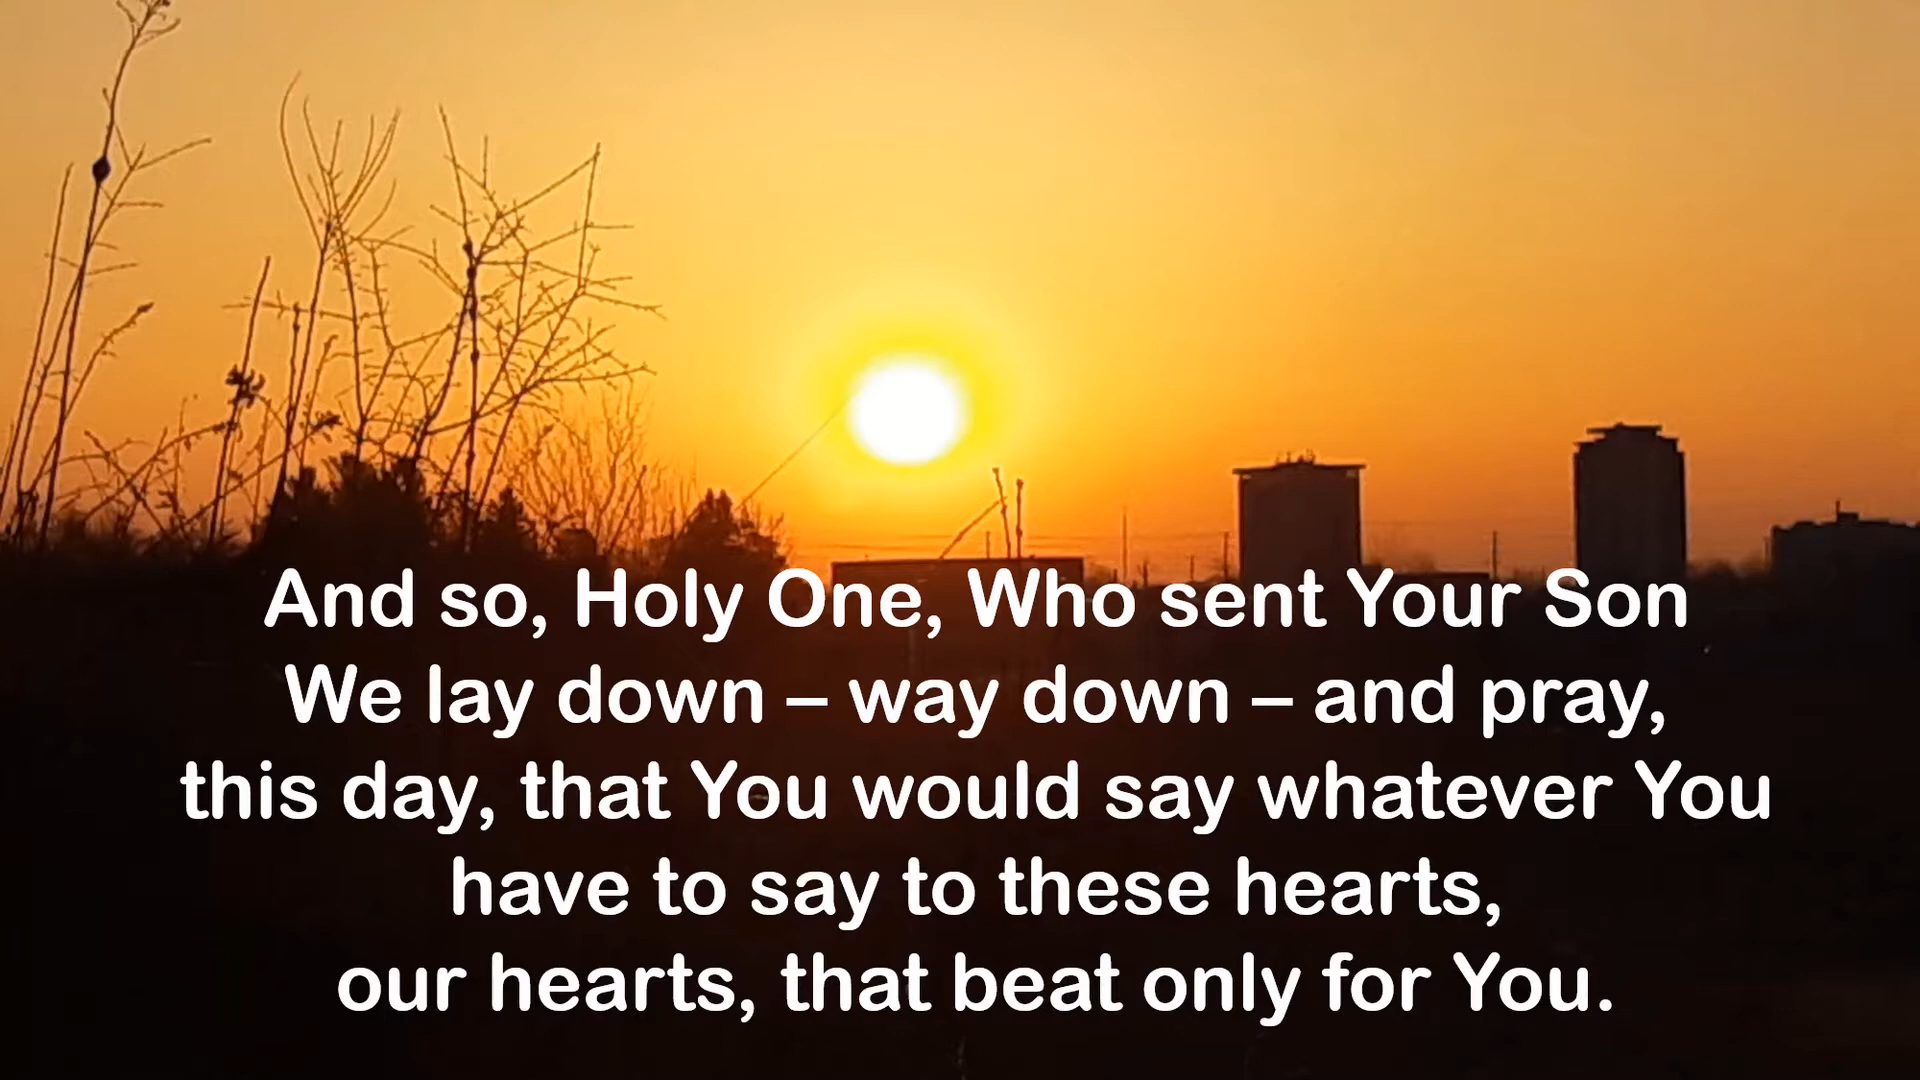 And so, Holy One, Who sent Your Son
We lay down – way down – and pray,
this day, that You would say whatever You
have to say to these hearts,
our hearts, that beat only for You.